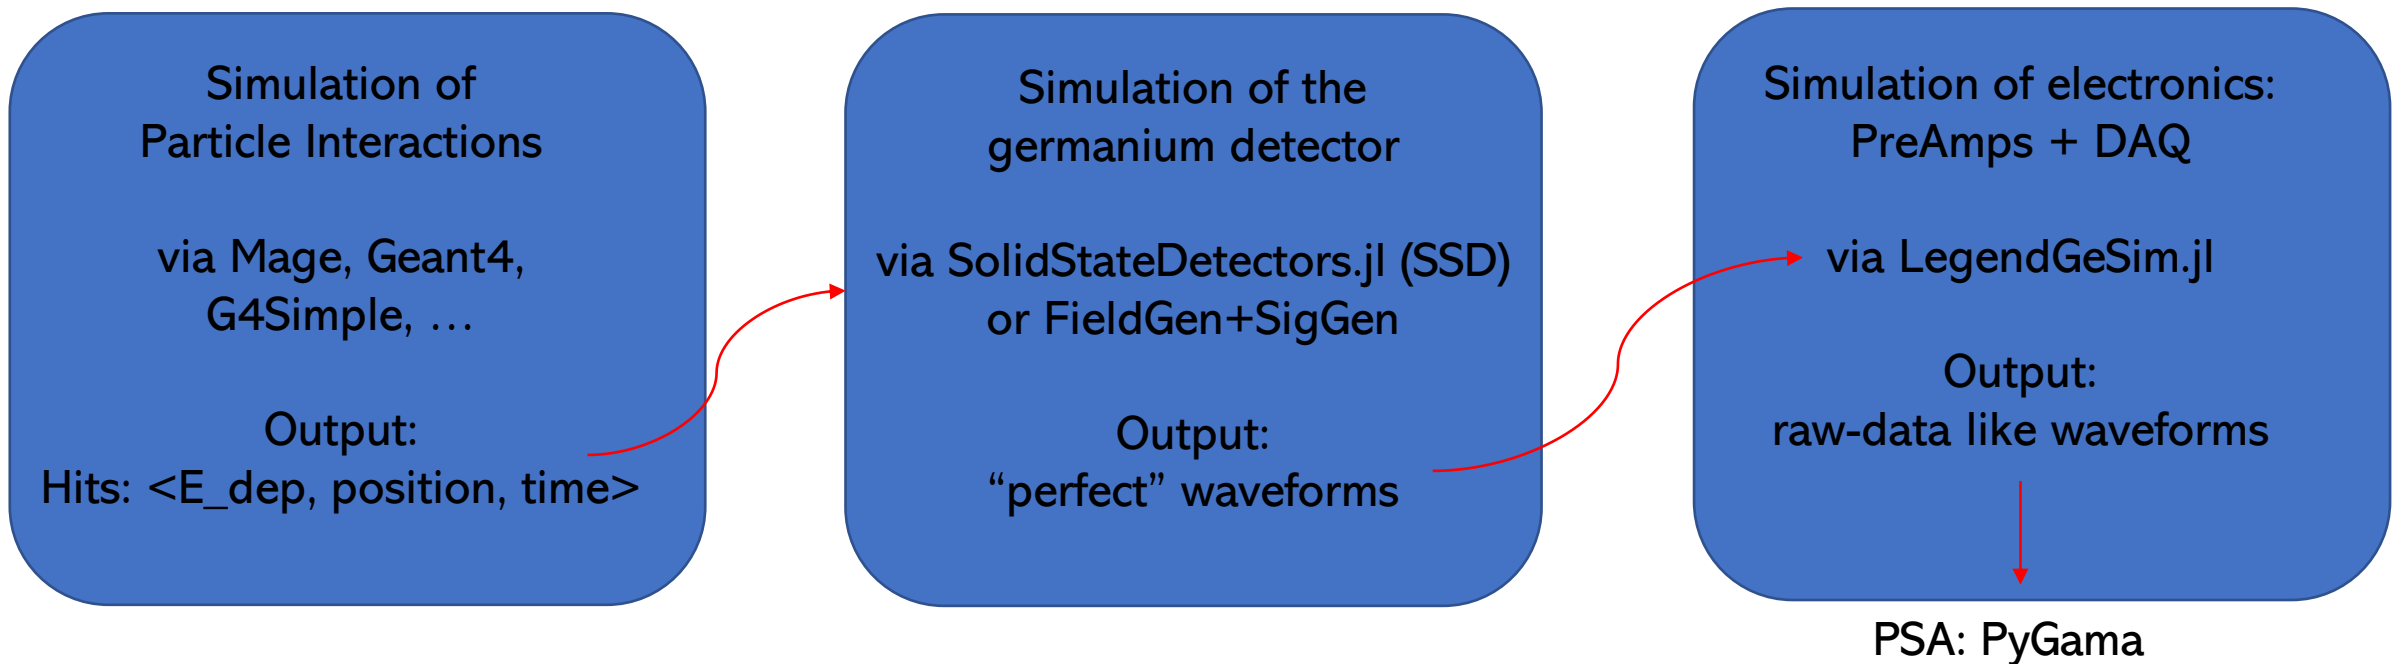 Simulation of
Particle Interactions
via Mage, Geant4,
G4Simple, …
Output:
Hits: <E_dep, position, time>
Simulation of the
germanium detector
via SolidStateDetectors.jl (SSD)
or FieldGen+SigGen
Output:
“perfect” waveforms
Simulation of electronics:
PreAmps + DAQ
via LegendGeSim.jl
Output:
raw-data like waveforms
PSA: PyGama